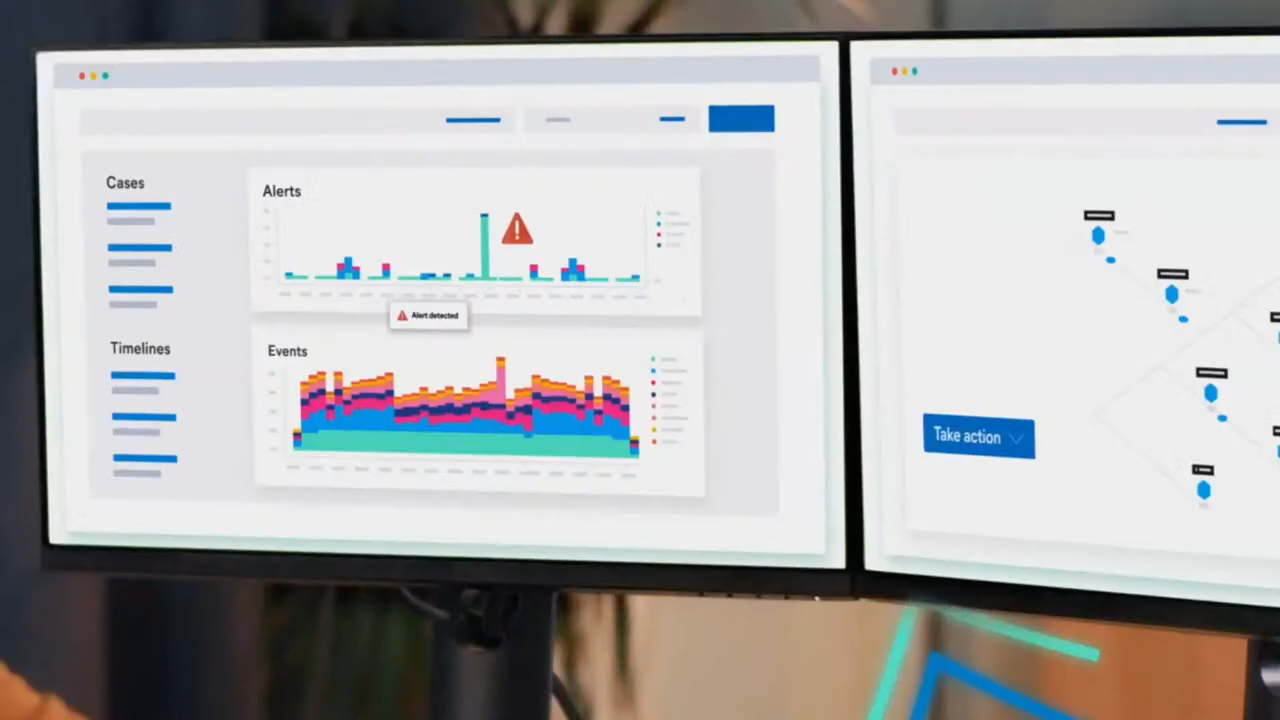 Cases
Timelines
Alerts
Alert detected
Events
Take action